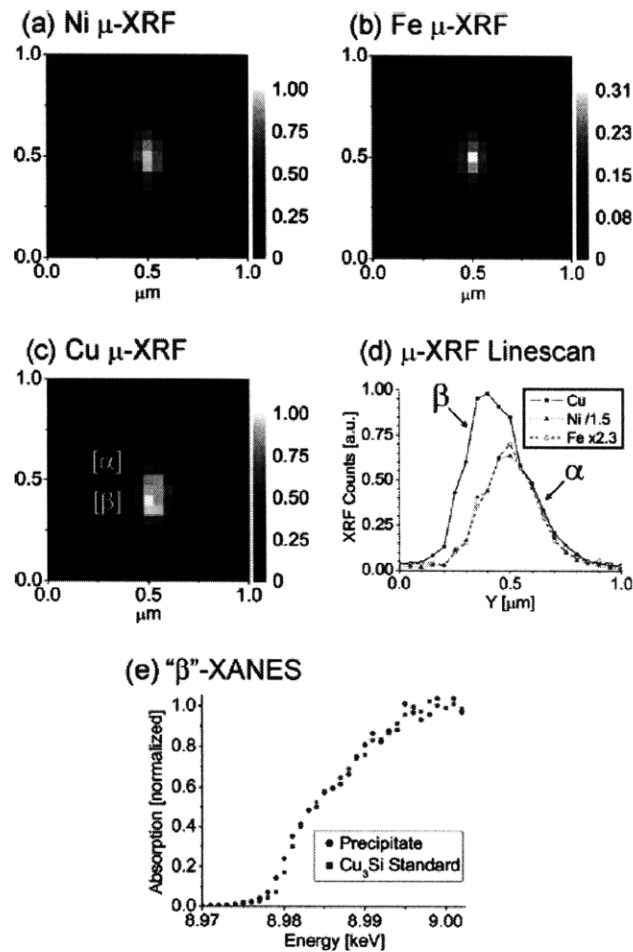 (a) Ni μ-XRF
(b) Fe μ-XRF
1.0
0.5
0.0
0.0 0.5 1.0
μm
1.00
0.75
0.50
0.25
0
1.0
0.5
0.0
0.0 0.5 1.0
μm
0.31
0.23
0.15
0.08
0
(c) Cu μ-XRF
(d) μ-XRF Linescan
1.0
0.5
0.0
[α]
[β]
0.0 0.5 1.0
μm
1.00
0.75
0.50
0.25
0
XRF Counts [a.u.]
1.00
0.75
0.50
0.25
0.00
β
α
Cu
Ni /1.5
Fe x2.3
0.0 0.5 1.0
Y [μm]
(e) "β"-XANES
Absorption [normalized]
1.0
0.8
0.6
0.4
0.2
0.0
Precipitate
Cu₃Si Standard
8.97 8.98 8.99 9.00
Energy [keV]